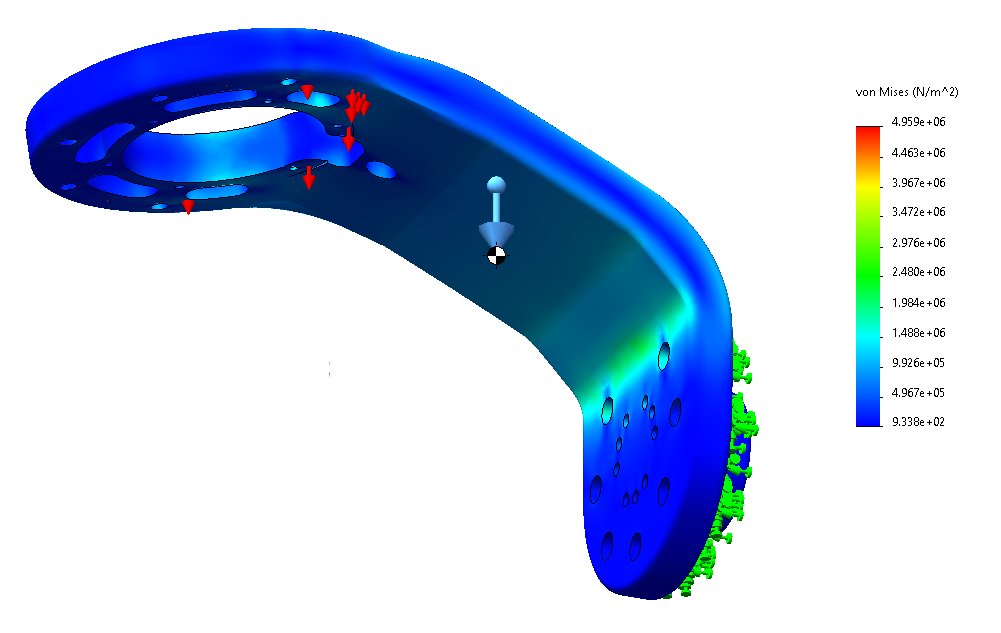 von Mises (N/m^2)
4.959e+06
4.463e+06
3.967e+06
3.472e+06
2.976e+06
2.480e+06
1.984e+06
1.488e+06
9.926e+05
4.967e+05
9.338e+02